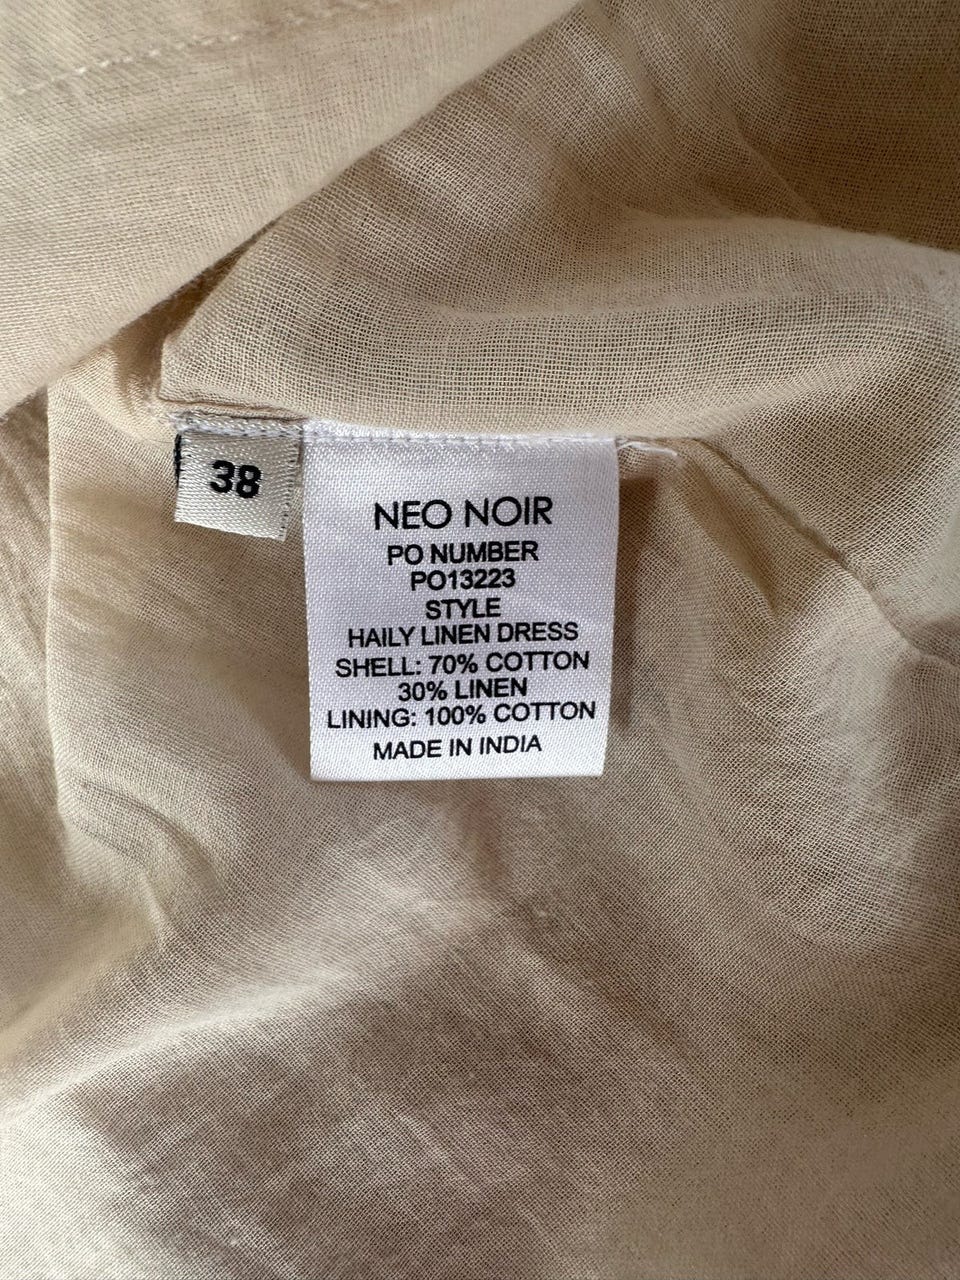 38
NEO NOIR
PO NUMBER
PO13223
STYLE
HAILY LINEN DRESS
SHELL: 70% COTTON
30% LINEN
LINING: 100% COTTON
MADE IN INDIA